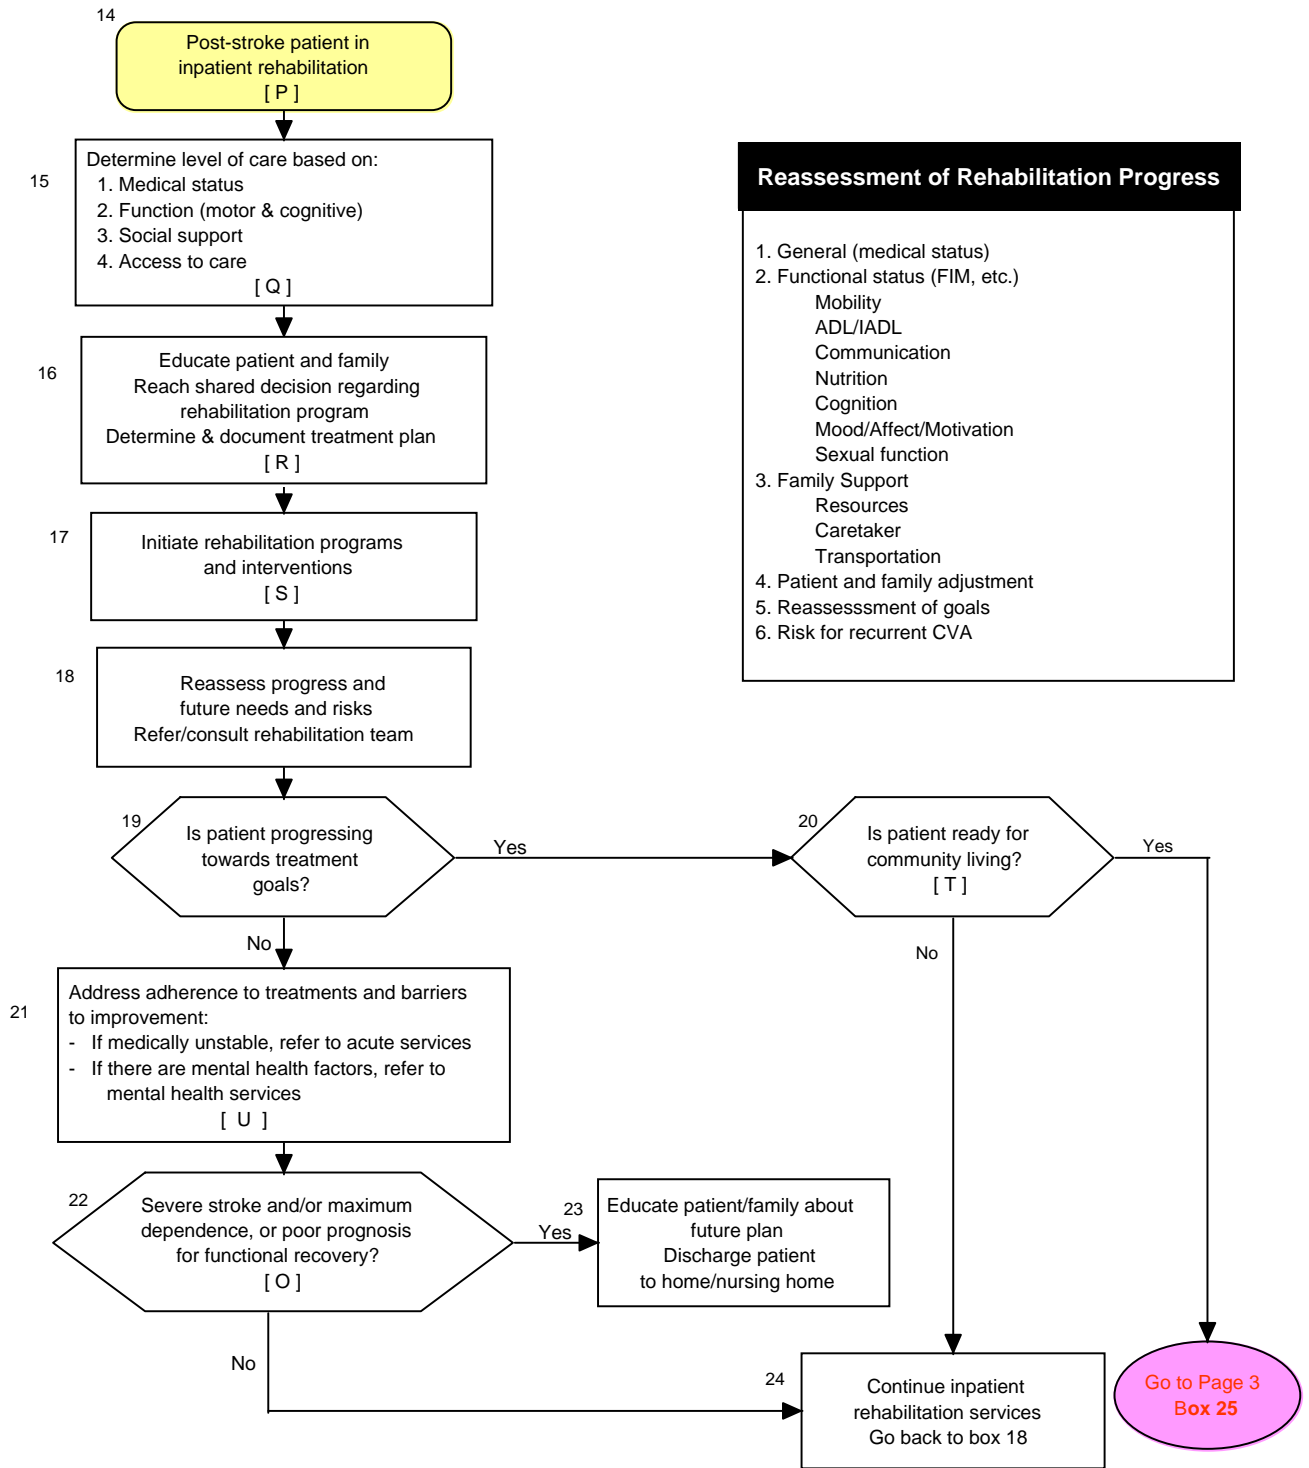 14
Post-stroke patient in
inpatient rehabilitation
[ P ]
15
Determine level of care based on:
1. Medical status
2. Function (motor & cognitive)
3. Social support
4. Access to care
[ Q ]
16
Educate patient and family
Reach shared decision regarding
rehabilitation program
Determine & document treatment plan
[ R ]
17
Initiate rehabilitation programs
and interventions
[ S ]
18
Reassess progress and
future needs and risks
Refer/consult rehabilitation team
Reassessment of Rehabilitation Progress
1. General (medical status)
2. Functional status (FIM, etc.)
Mobility
ADL/IADL
Communication
Nutrition
Cognition
Mood/Affect/Motivation
Sexual function
3. Family Support
Resources
Caretaker
Transportation
4. Patient and family adjustment
5. Reassesssment of goals
6. Risk for recurrent CVA
19
Is patient progressing
towards treatment
goals?
Yes
No
20
Is patient ready for
community living?
[ T ]
Yes
No
21
Address adherence to treatments and barriers
to improvement:
- If medically unstable, refer to acute services
- If there are mental health factors, refer to
mental health services
[ U ]
22
Severe stroke and/or maximum
dependence, or poor prognosis
for functional recovery?
[ O ]
Yes
No
23
Educate patient/family about
future plan
Discharge patient
to home/nursing home
24
Continue inpatient
rehabilitation services
Go back to box 18
Go to Page 3
Box 25